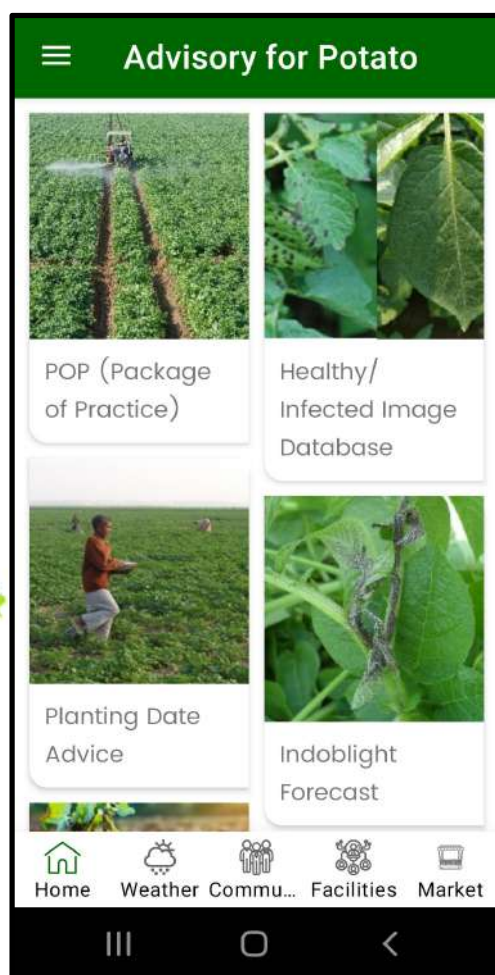 Advisory for Potato
POP (Package
of Practice)
Healthy/
Infected Image
Database
Planting Date
Advice
Indoblight
Forecast
Home
Weather
Commu...
Facilities
Market